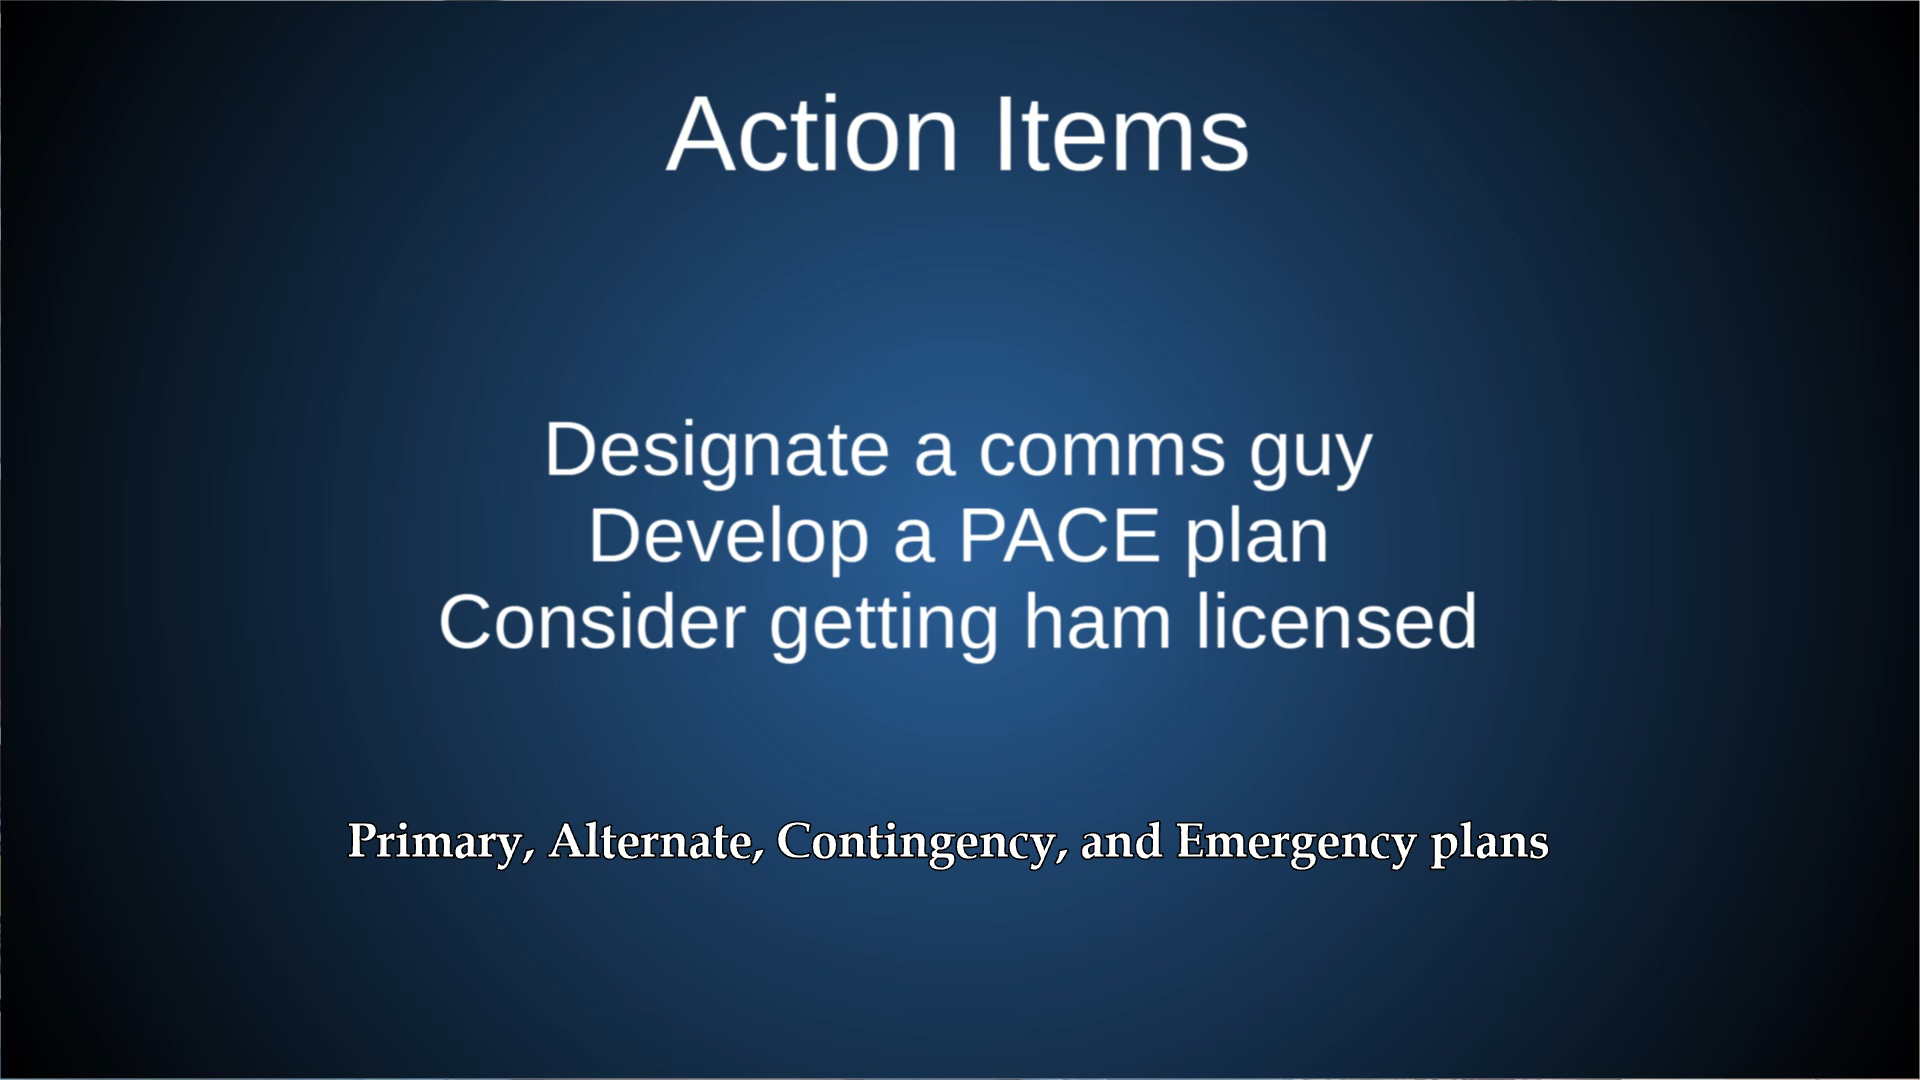 Action Items
Designate a comms guy
Develop a PACE plan
Consider getting ham licensed
Primary, Alternate, Contingency, and Emergency plans